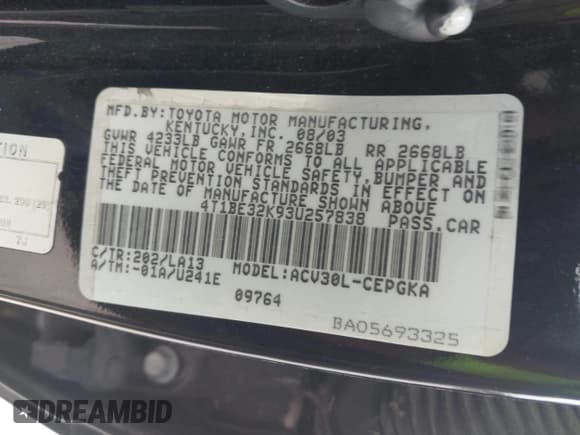 MFD.BY:TOYOTA MOTOR MANUFACTURING,
KENTUCKY,INC. 08/03
GVWR 4233LB GAWR FR 2668LB RR 2668LB
THIS VEHICLE CONFORMS TO ALL APPLICABLE
FEDERAL MOTOR VEHICLE SAFETY,BUMPER AND
THEFT PREVENTION STANDARDS IN EFFECT ON
THE DATE OF MANUFACTURE SHOWN ABOVE
4T1BE32K93U257838 PASS.CAR
C/TR:202/LA13 MODEL:ACV30L-CEPGKA
A/TM:-01A/U241E
09764
BA05693325
DREAMBID